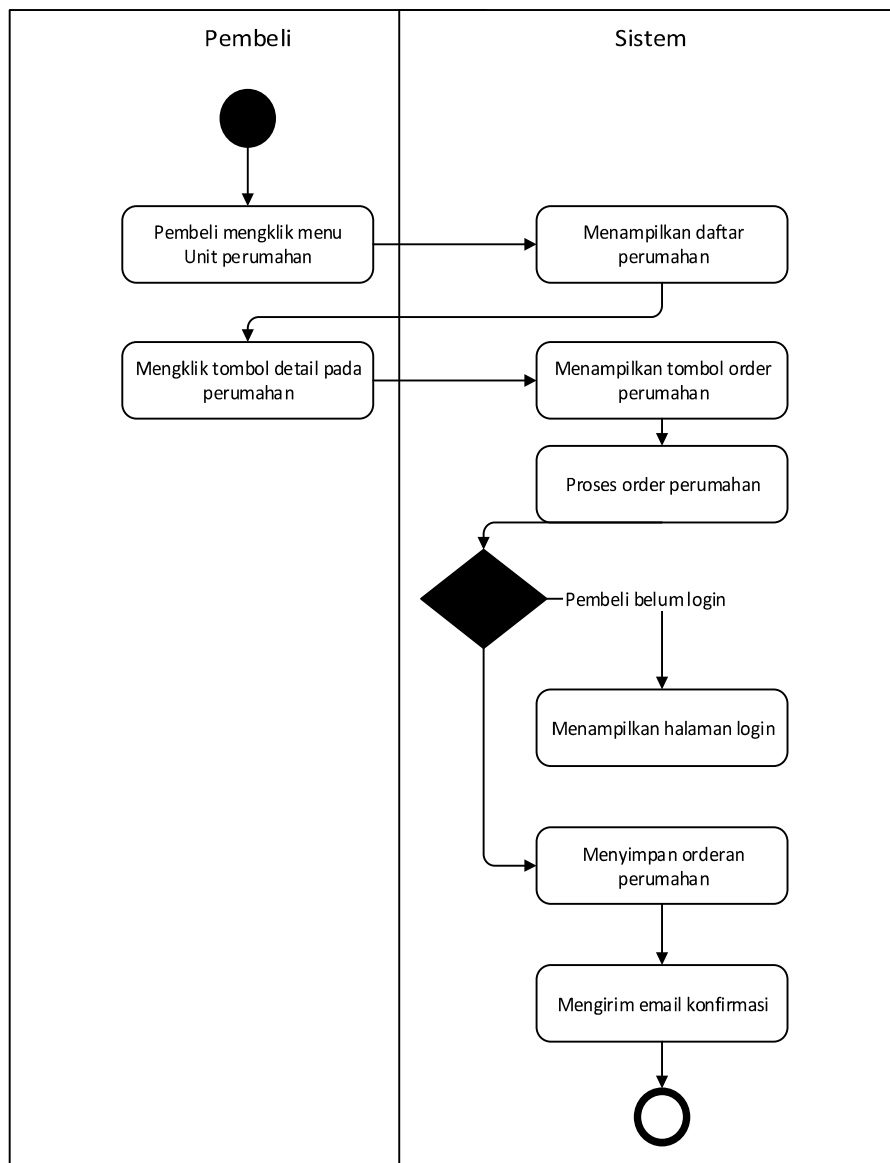 Pembeli
Sistem
Pembeli mengklik menu
Unit perumahan
Menampilkan daftar
perumahan
Mengklik tombol detail pada
perumahan
Menampilkan tombol order
perumahan
Proses order perumahan
Pembeli belum login
Menampilkan halaman login
Menyimpan orderan
perumahan
Mengirim email konfirmasi